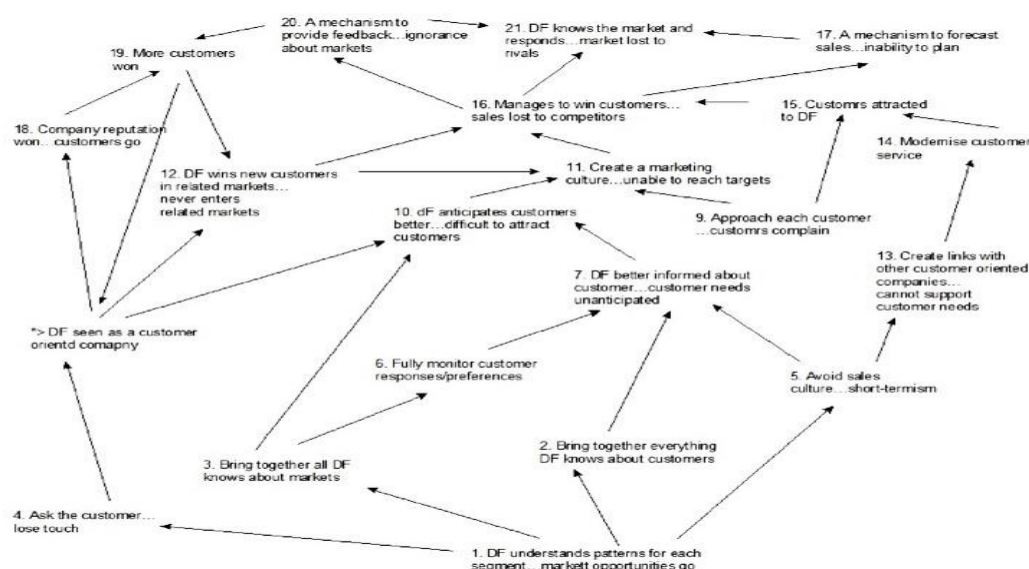 20. A mechanism to
provide feedback...ignorance
about markets
21. DF knows the market and
responds...market lost to
rivals
17. A mechanism to forecast
sales...inability to plan
19. More customers
won
16. Manages to win customers...
sales lost to competitors
15. Customrs attracted
to DF
18. Company reputation
won...customers go
14. Modernise customer
service
12. DF wins new customers
in related markets...
never enters
related markets
11. Create a marketing
culture...unable to reach targets
10. dF anticipates customers
better...difficult to attract
customers
9. Approach each customer
...customrs complain
7. DF better informed about
customer...customer needs
unanticipated
13. Create links with
other customer oriented
companies...
cannot support
customer needs
*> DF seen as a customer
orientd comapny
6. Fully monitor customer
responses/preferences
5. Avoid sales
culture...short-termism
3. Bring together all DF
knows about markets
2. Bring together everything
DF knows about customers
4. Ask the customer...
lose touch
1. DF understands patterns for each
segment... markett opportunities go